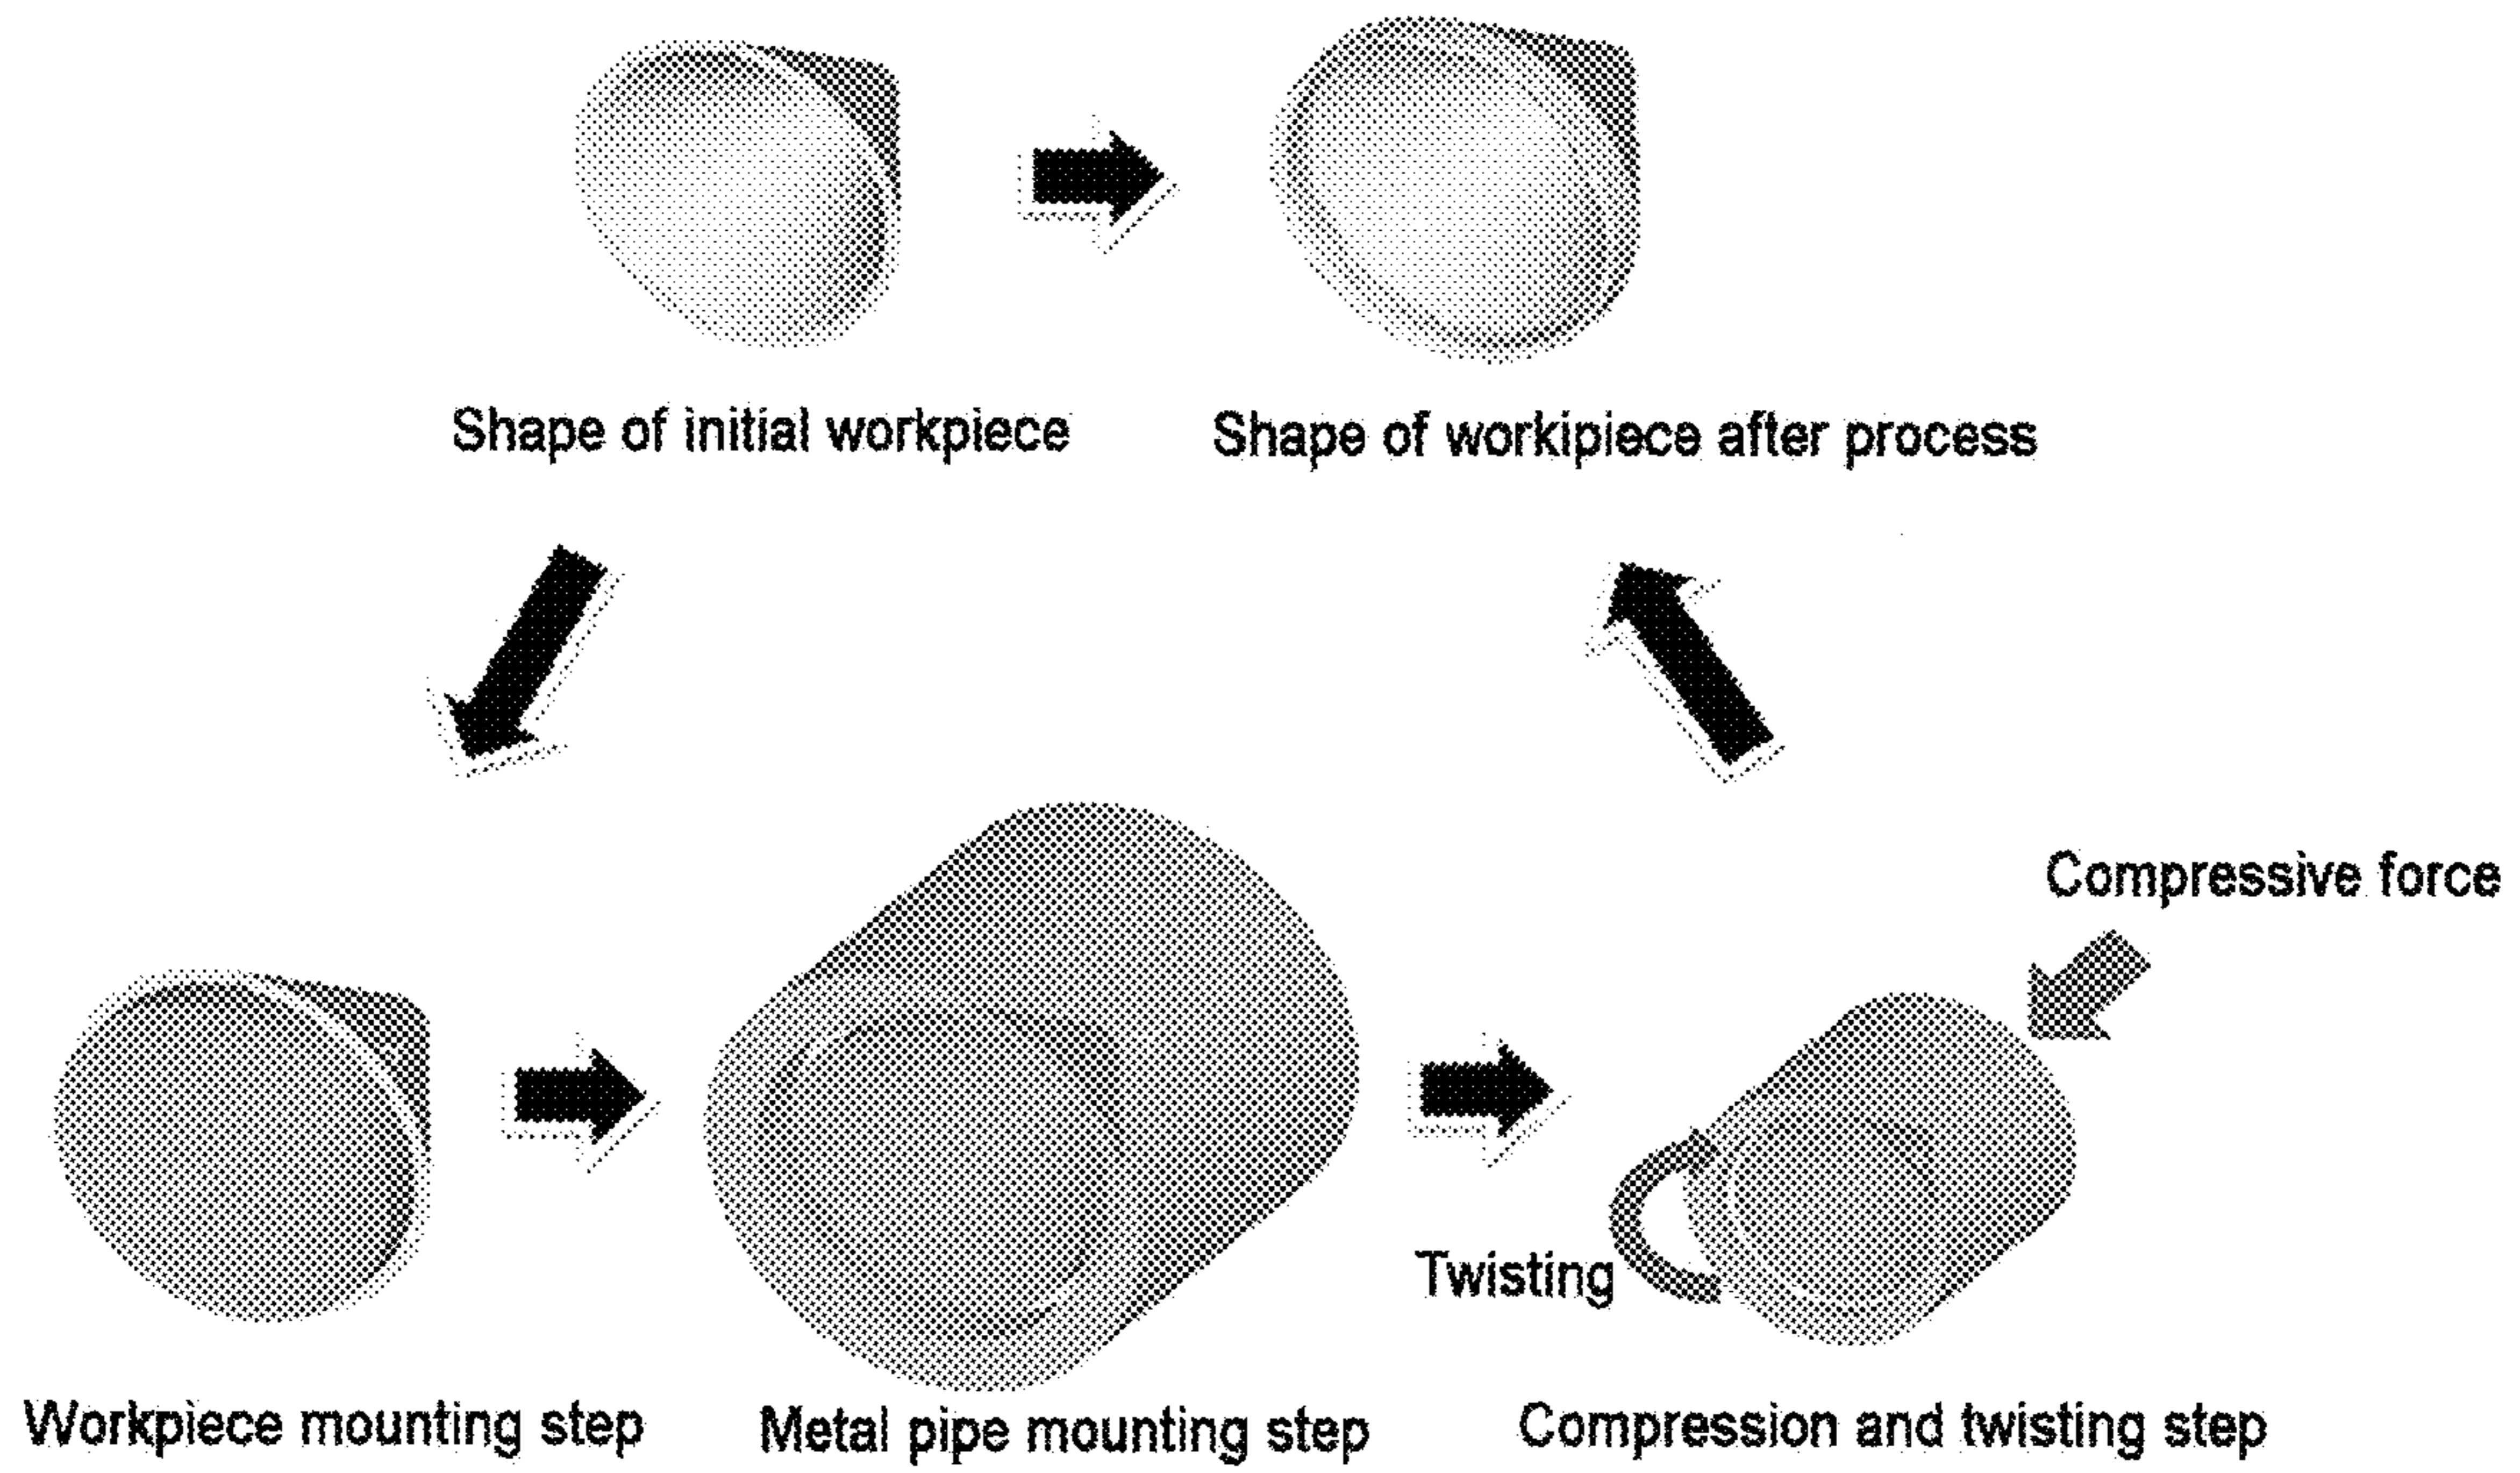 Shape of initial workpiece
Shape of workipiece after process
Compressive force
Twisting
Workpiece mounting step
Metal pipe mounting step
Compression and twisting step